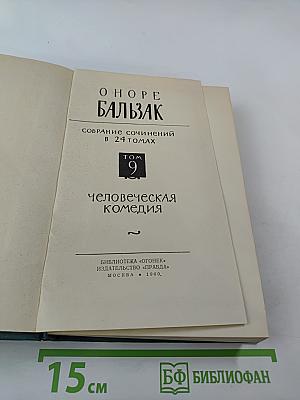 ОНОРЕ
БАЛЬЗАК
СОБРАНИЕ СОЧИНЕНИЙ
В 24 ТОМАХ
ТОМ
9
ЧЕЛОВЕЧЕСКАЯ
КОМЕДИЯ
БИБЛИОТЕКА «ОГОНЕК»
ИЗДАТЕЛЬСТВО «ПРАВДА»
МОСКВА • 1960
15 см
БФ БИБЛИОФАН